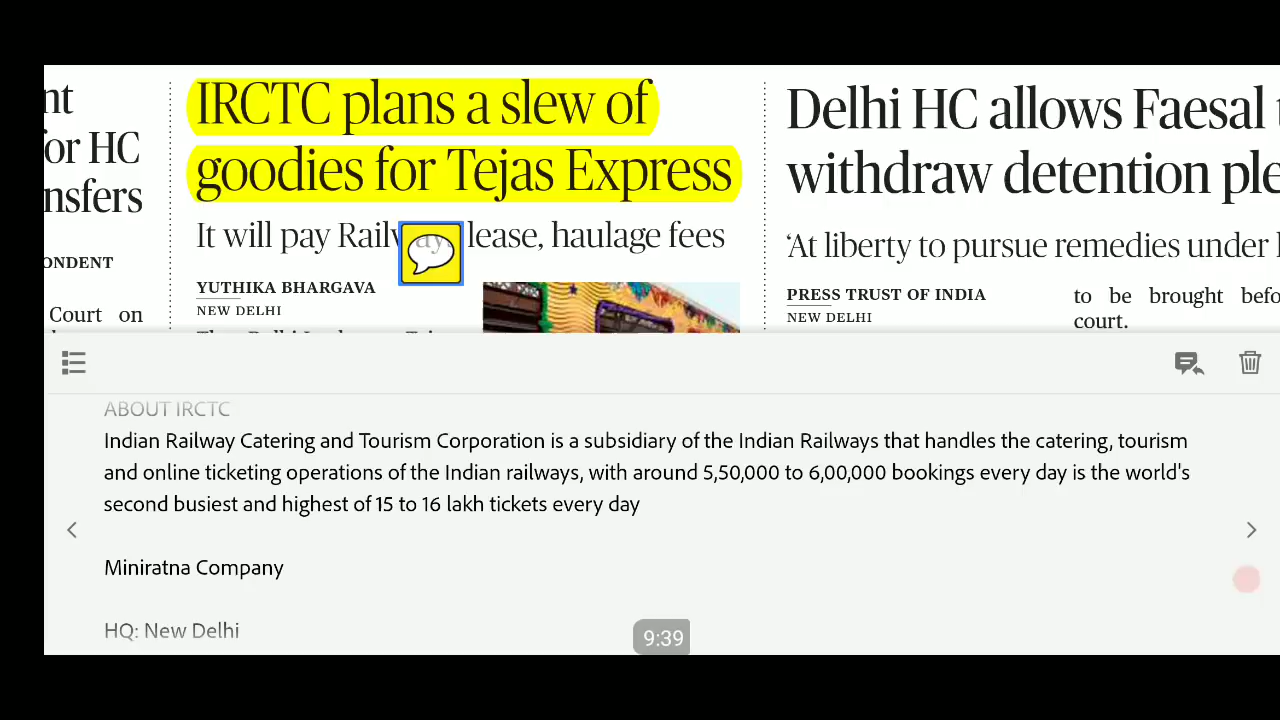 nt
for HC
nsfers
ONDENT
Court on
IRCTC plans a slew of
goodies for Tejas Express
It will pay Railways lease, haulage fees
YUTHIKA BHARGAVA
NEW DELHI
Delhi HC allows Faesal
withdraw detention ple
‘At liberty to pursue remedies under
PRESS TRUST OF INDIA
NEW DELHI
to be brought befo
court.
ABOUT IRCTC
Indian Railway Catering and Tourism Corporation is a subsidiary of the Indian Railways that handles the catering, tourism
and online ticketing operations of the Indian railways, with around 5,50,000 to 6,00,000 bookings every day is the world's
second busiest and highest of 15 to 16 lakh tickets every day
Miniratna Company
HQ: New Delhi
9:39